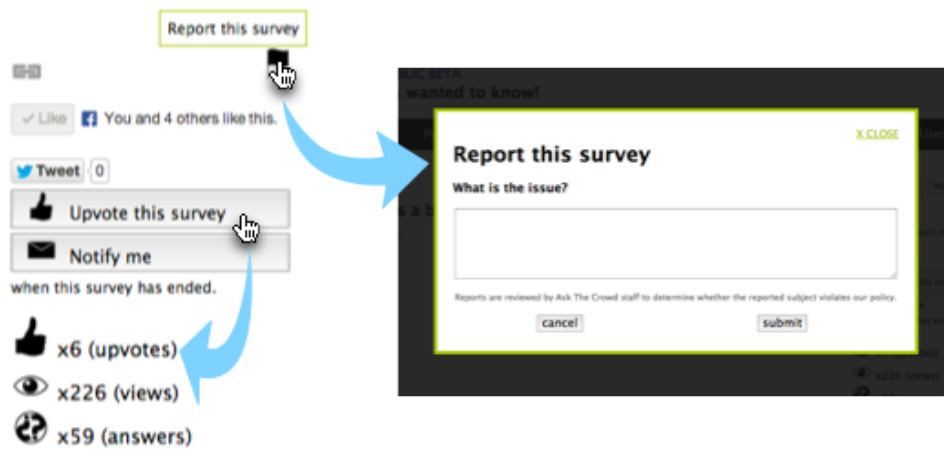 Report this survey
Like
You and 4 others like this.
Tweet 0
Upvote this survey
Notify me
when this survey has ended.
x6 (upvotes)
x226 (views)
x59 (answers)
BETA
wanted to know!
X CLOSE
Report this survey
What is the issue?
Reports are reviewed by Ask The Crowd staff to determine whether the reported subject violates our policy.
cancel
submit
x226 (views)